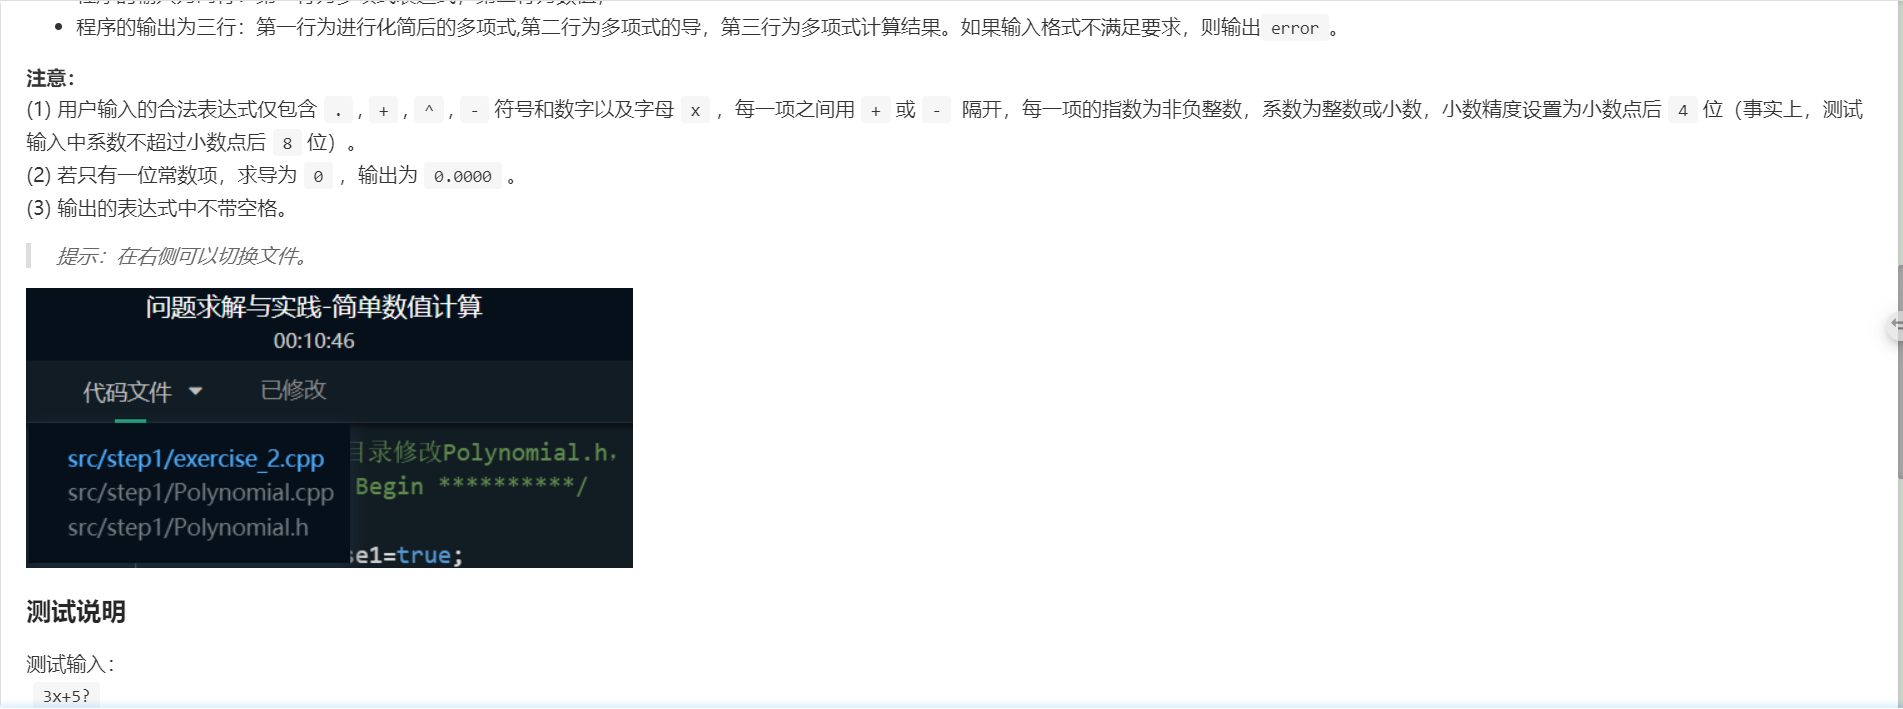 程序的输出为三行：第一行为进行化简后的多项式,第二行为多项式的导，第三行为多项式计算结果。如果输入格式不满足要求，则输出 error 。
注意：
(1) 用户输入的合法表达式仅包含 . , + , ^ , - 符号和数字以及字母 x ，每一项之间用 + 或 - 隔开，每一项的指数为非负整数，系数为整数或小数，小数精度设置为小数点后 4 位（事实上，测试
输入中系数不超过小数点后 8 位）。
(2) 若只有一位常数项，求导为 0 ，输出为 0.0000 。
(3) 输出的表达式中不带空格。
提示：在右侧可以切换文件。
问题求解与实践-简单数值计算
00:10:46
代码文件 已修改
src/step1/exercise_2.cpp
目录修改Polynomial.h,
src/step1/Polynomial.cpp
Begin **********/
src/step1/Polynomial.h
se1=true;
测试说明
测试输入：
3x+5?